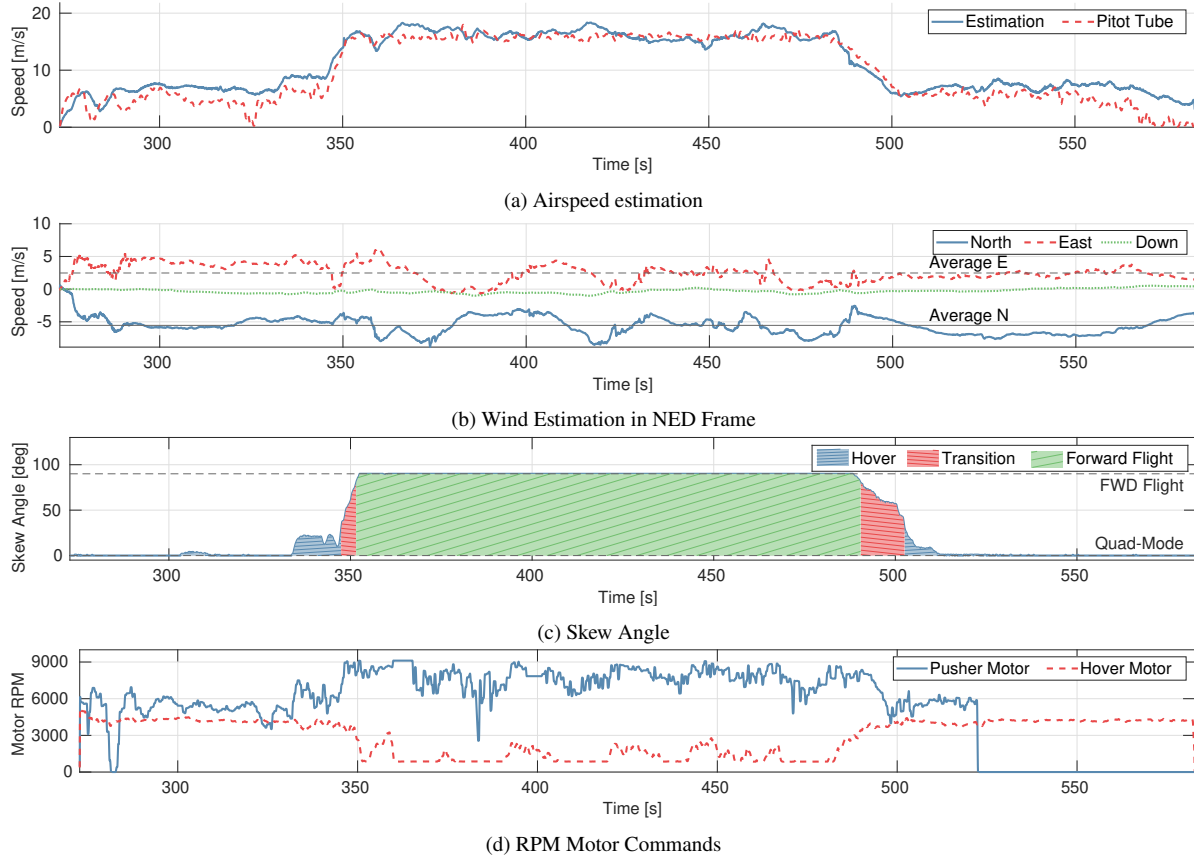 20
10
0
Speed [m/s]
Estimation Pitot Tube
300 350 400 450 500 550
Time [s]
(a) Airspeed estimation
10
5
0
-5
Speed [m/s]
North East Down
Average E
Average N
300 350 400 450 500 550
Time [s]
(b) Wind Estimation in NED Frame
100
50
0
Skew Angle [deg]
Hover Transition Forward Flight
FWD Flight
Quad-Mode
300 350 400 450 500 550
Time [s]
(c) Skew Angle
9000
6000
3000
0
Motor RPM
Pusher Motor Hover Motor
300 350 400 450 500 550
Time [s]
(d) RPM Motor Commands